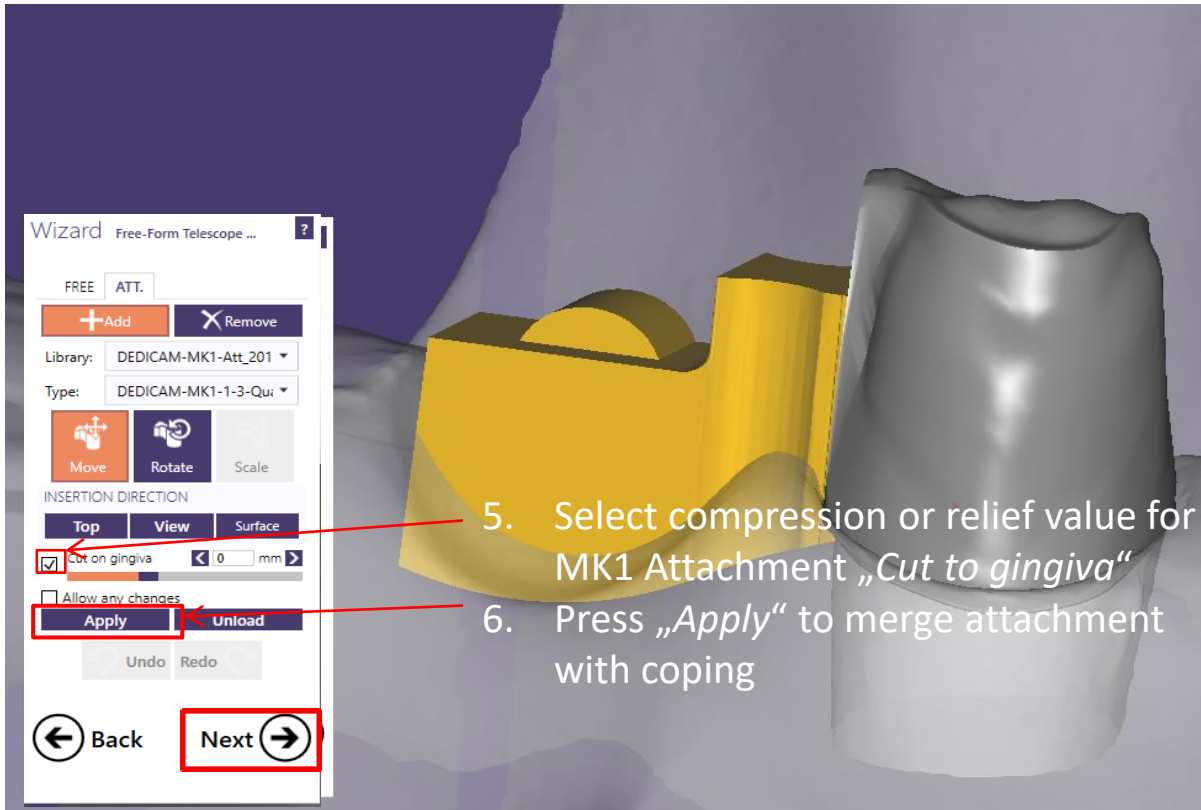 Wizard Free-Form Telescope ... ?
FREE ATT.
Add Remove
Library: DEDICAM-MK1-Att_201
Type: DEDICAM-MK1-1-3-Qua
Move Rotate Scale
INSERTION DIRECTION
Top View Surface
Cut on gingiva 0 mm
Allow any changes
Apply Unload
Undo Redo
Back Next
5. Select compression or relief value for
MK1 Attachment „Cut to gingiva“
6. Press „Apply“ to merge attachment
with coping